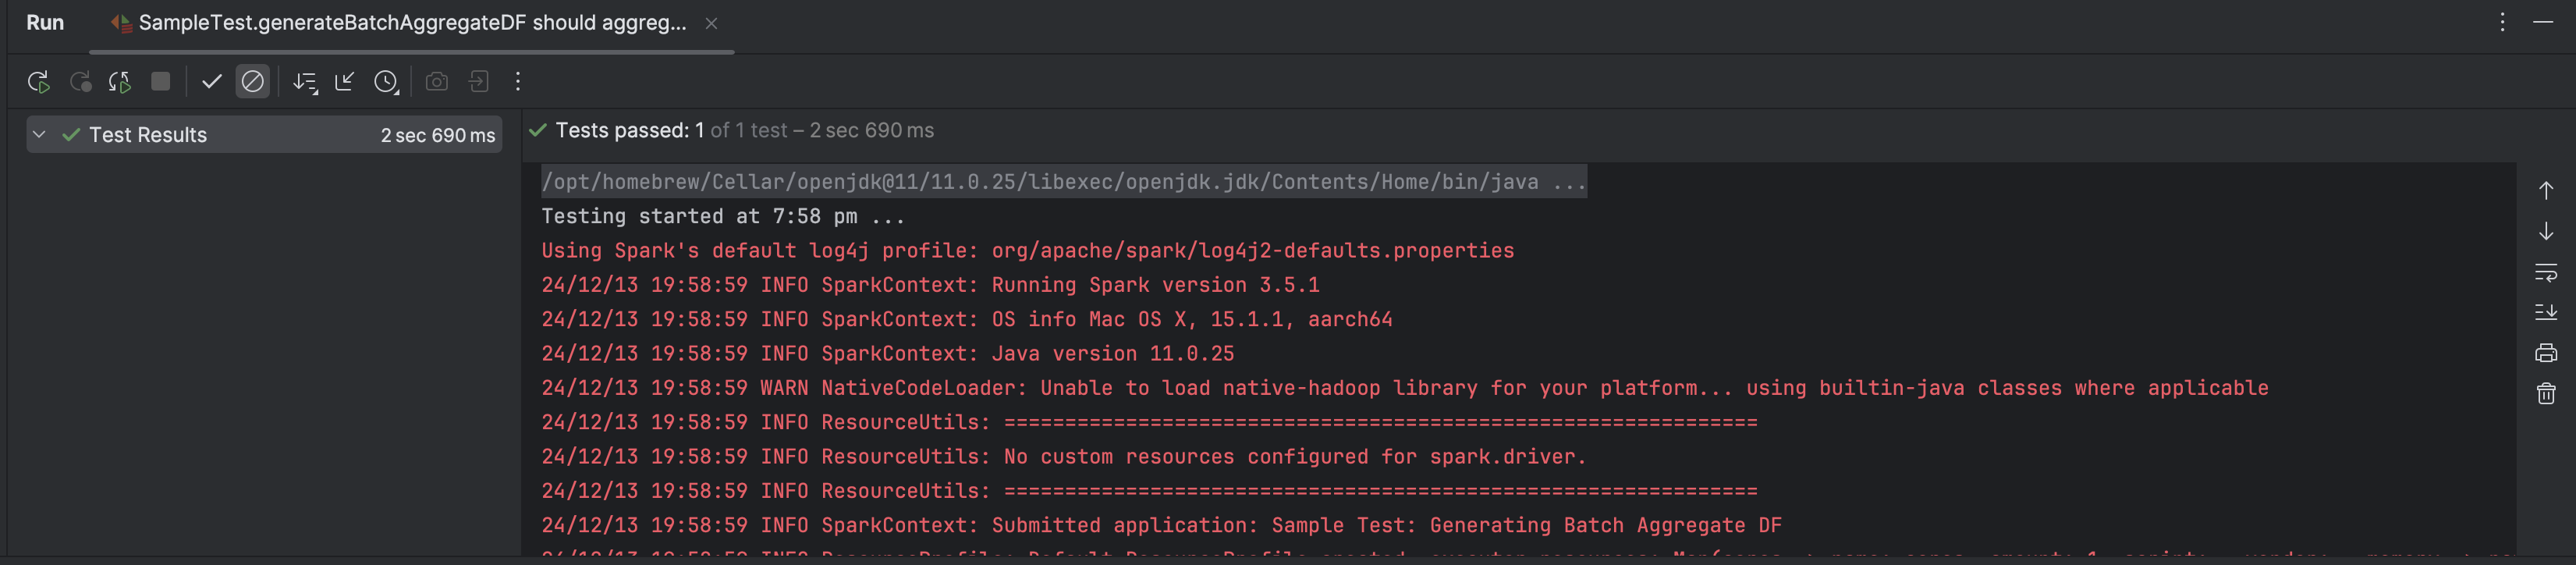 Run
SampleTest.generateBatchAggregateDF should aggreg...
Test Results
2 sec 690 ms
Tests passed: 1 of 1 test – 2 sec 690 ms
/opt/homebrew/Cellar/openjdk@11/11.0.25/libexec/openjdk.jdk/Contents/Home/bin/java ...
Testing started at 7:58 pm ...
Using Spark's default log4j profile: org/apache/spark/log4j2-defaults.properties
24/12/13 19:58:59 INFO SparkContext: Running Spark version 3.5.1
24/12/13 19:58:59 INFO SparkContext: OS info Mac OS X, 15.1.1, aarch64
24/12/13 19:58:59 INFO SparkContext: Java version 11.0.25
24/12/13 19:58:59 WARN NativeCodeLoader: Unable to load native-hadoop library for your platform... using builtin-java classes where applicable
24/12/13 19:58:59 INFO ResourceUtils: ==============================================================
24/12/13 19:58:59 INFO ResourceUtils: No custom resources configured for spark.driver.
24/12/13 19:58:59 INFO ResourceUtils: ==============================================================
24/12/13 19:58:59 INFO SparkContext: Submitted application: Sample Test: Generating Batch Aggregate DF